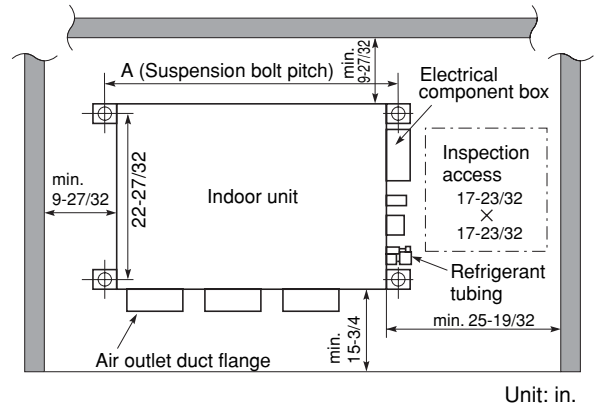 A (Suspension bolt pitch)
min.
9-27/32
Electrical
component box
Inspection
access
17-23/32
×
17-23/32
min.
9-27/32
22-27/32
Indoor unit
Refrigerant
tubing
min. 25-19/32
min.
15-3/4
Air outlet duct flange
Unit: in.